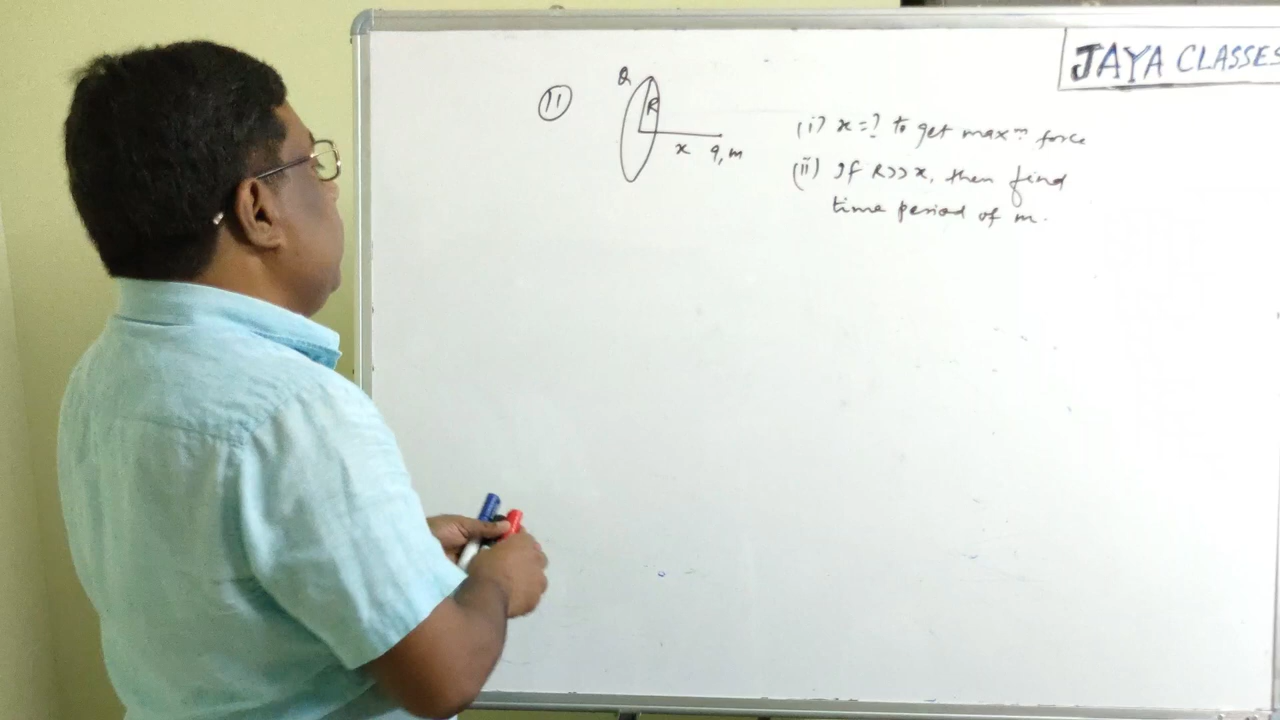 JAYA CLASSES
11
Q
R
x q, m
(i) x = ? to get maxᵐ force
(ii) If R>>x, then find
time period of m.